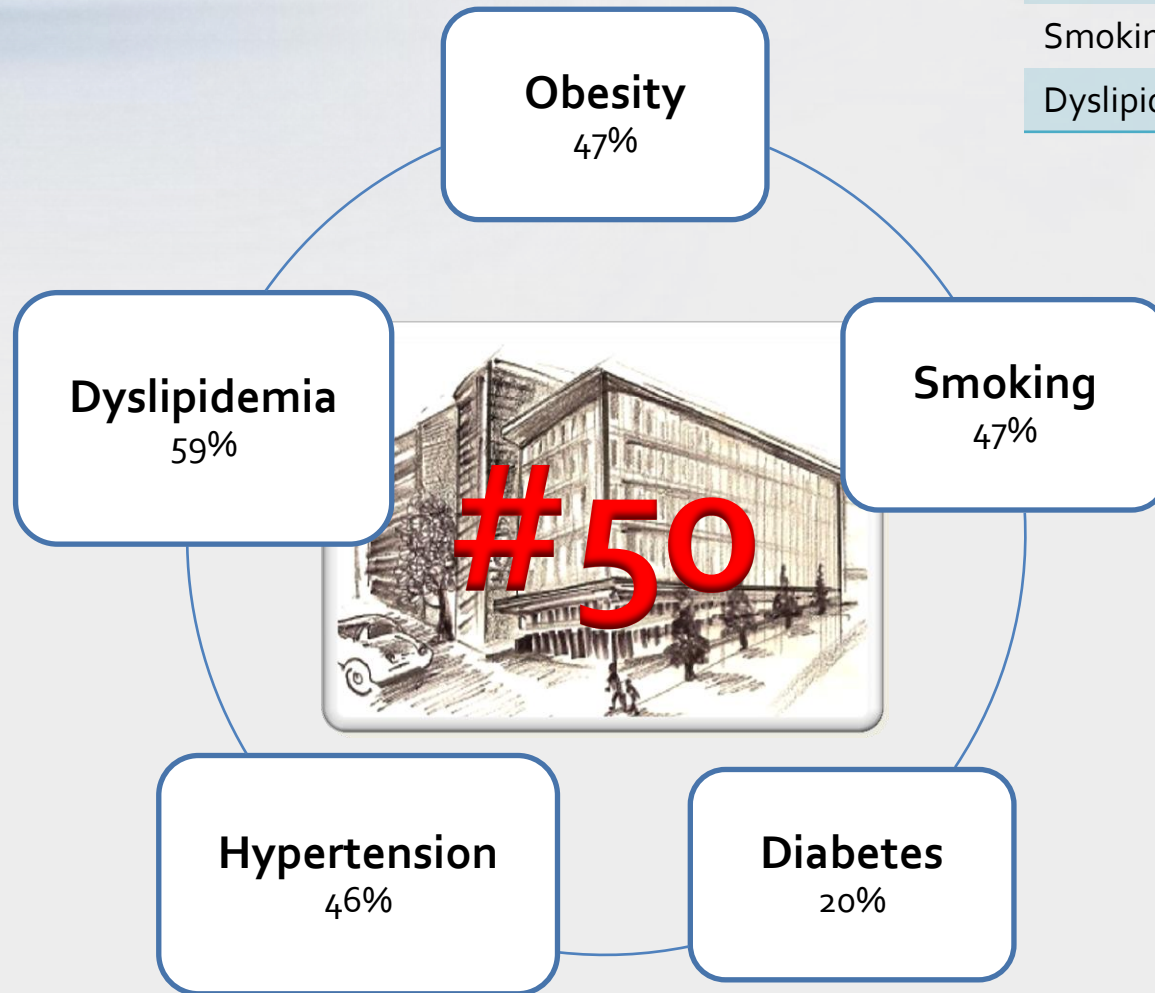 Smokin
Dyslipid
Obesity
47%
Dyslipidemia
59%
Smoking
47%
#50
Hypertension
46%
Diabetes
20%